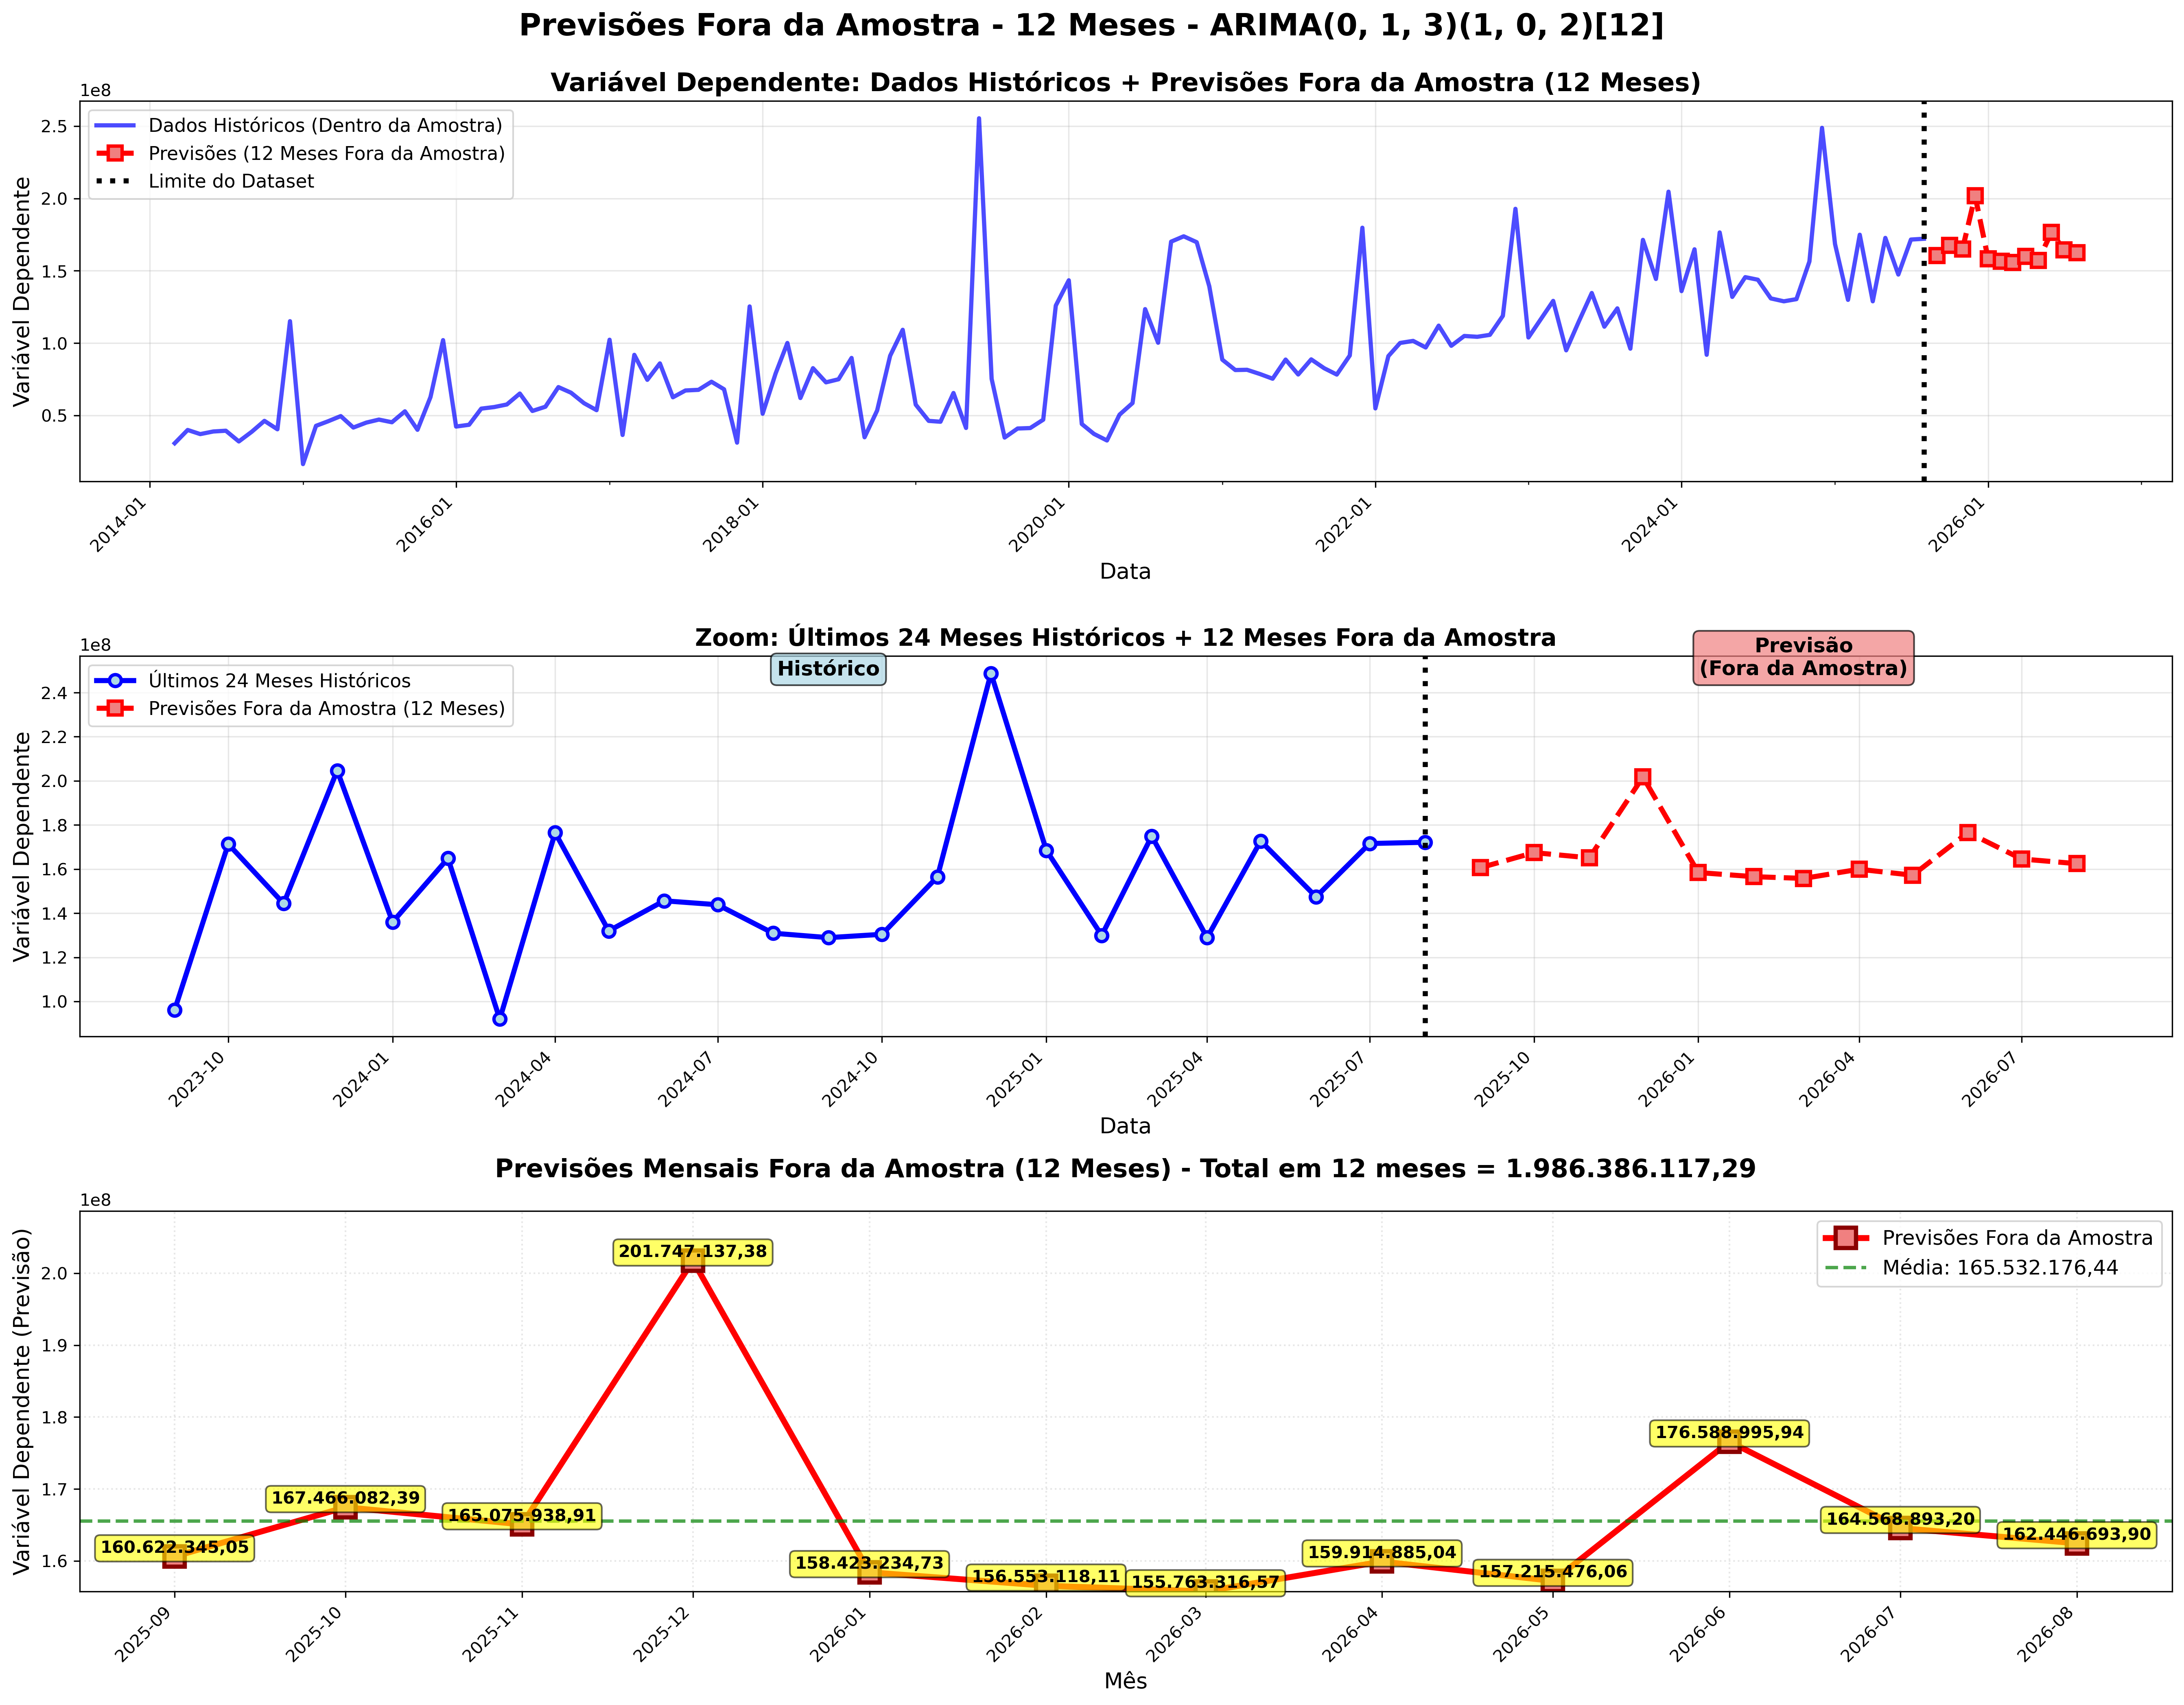 Previsões Fora da Amostra - 12 Meses - ARIMA(0, 1, 3)(1, 0, 2)[12]
Variável Dependente: Dados Históricos + Previsões Fora da Amostra (12 Meses)
1e8
Dados Históricos (Dentro da Amostra)
Previsões (12 Meses Fora da Amostra)
Limite do Dataset
Variável Dependente
2.5
2.0
1.5
1.0
0.5
2014-01
2016-01
2018-01
2020-01
2022-01
2024-01
2026-01
Data
Zoom: Últimos 24 Meses Históricos + 12 Meses Fora da Amostra
1e8
Últimos 24 Meses Históricos
Previsões Fora da Amostra (12 Meses)
Histórico
Previsão
(Fora da Amostra)
Variável Dependente
2.4
2.2
2.0
1.8
1.6
1.4
1.2
1.0
2023-10
2024-01
2024-04
2024-07
2024-10
2025-01
2025-04
2025-07
2025-10
2026-01
2026-04
2026-07
Data
Previsões Mensais Fora da Amostra (12 Meses) - Total em 12 meses = 1.986.386.117,29
1e8
Previsões Fora da Amostra
Média: 165.532.176,44
Variável Dependente (Previsão)
2.0
1.9
1.8
1.7
1.6
160.622.345,05
167.466.082,39
165.075.938,91
201.747.137,38
158.423.234,73
156.553.118,11
155.763.316,57
159.914.885,04
157.215.476,06
176.588.995,94
164.568.893,20
162.446.693,90
2025-09
2025-10
2025-11
2025-12
2026-01
2026-02
2026-03
2026-04
2026-05
2026-06
2026-07
2026-08
Mês